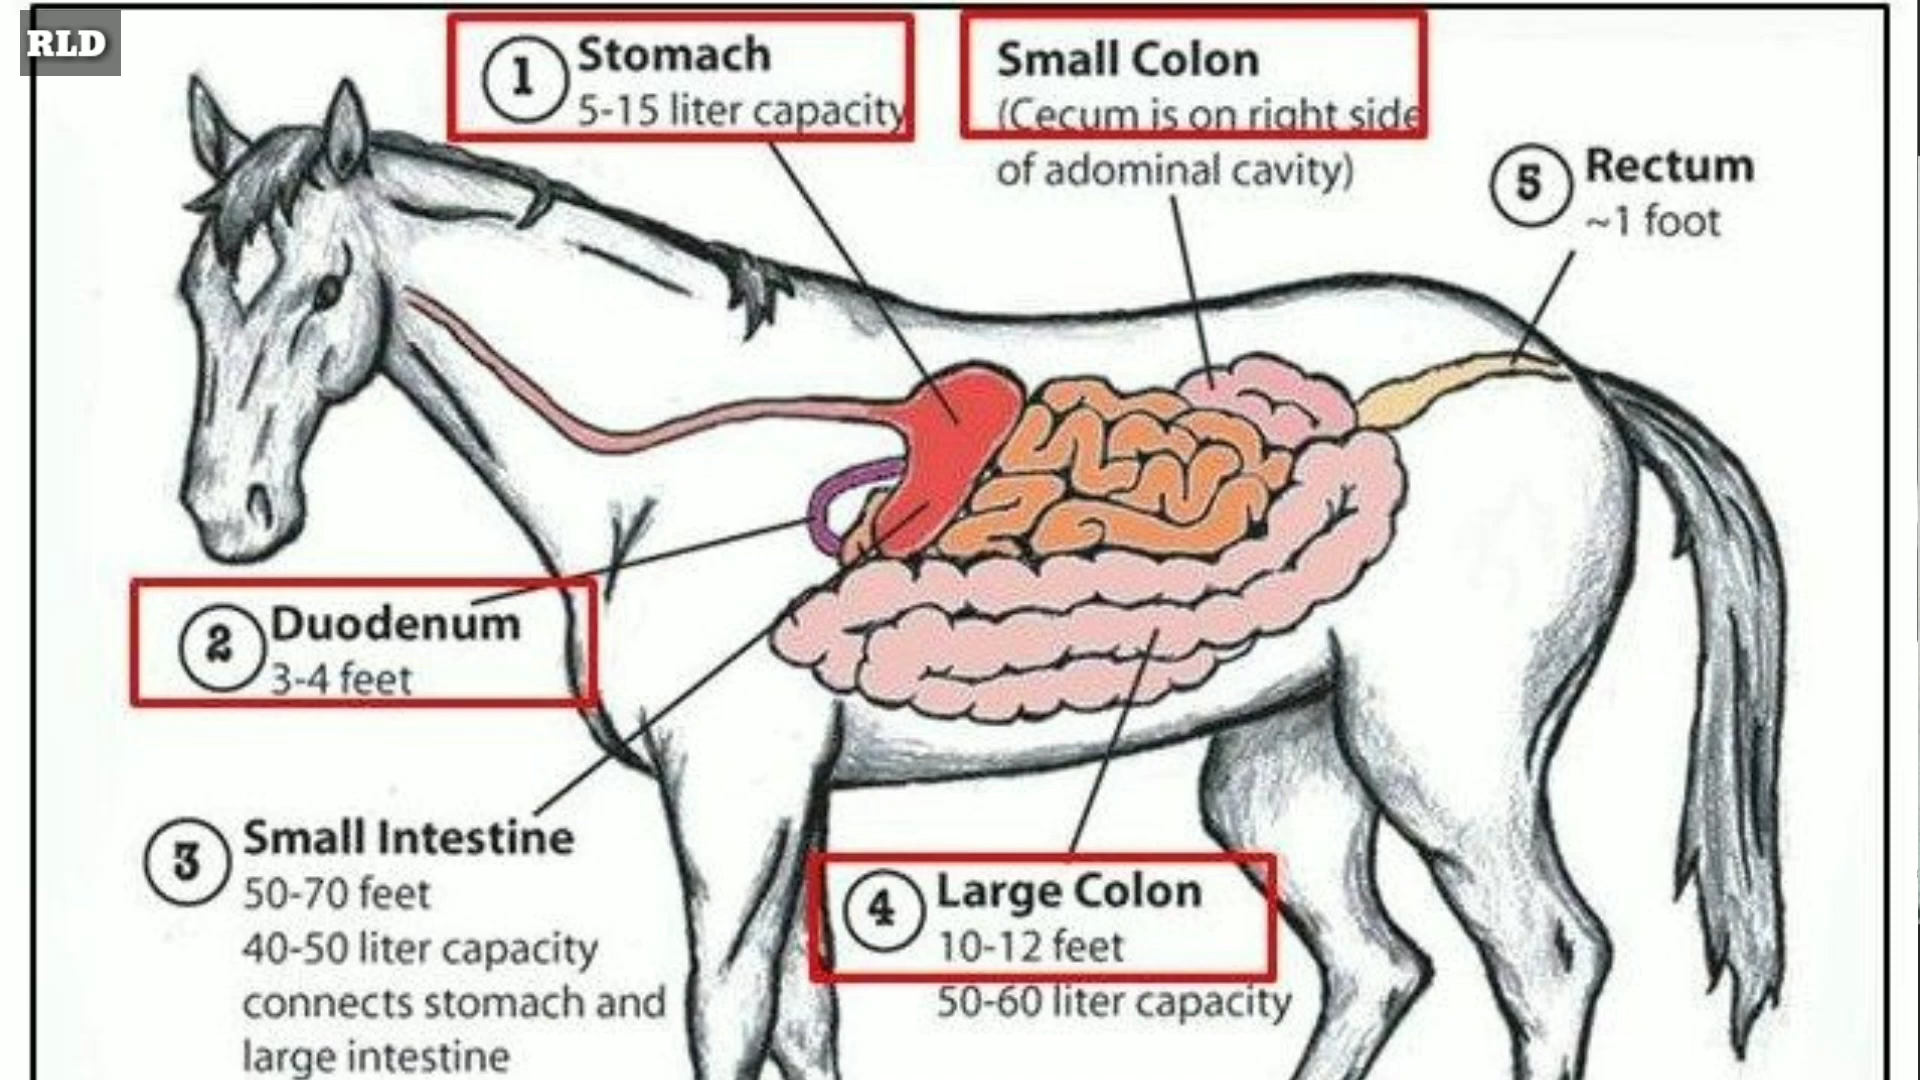 RLD
1 Stomach
5-15 liter capacity
Small Colon
(Cecum is on right side
of adominal cavity)
5 Rectum
~1 foot
2 Duodenum
3-4 feet
3 Small Intestine
50-70 feet
40-50 liter capacity
connects stomach and
large intestine
4 Large Colon
10-12 feet
50-60 liter capacity